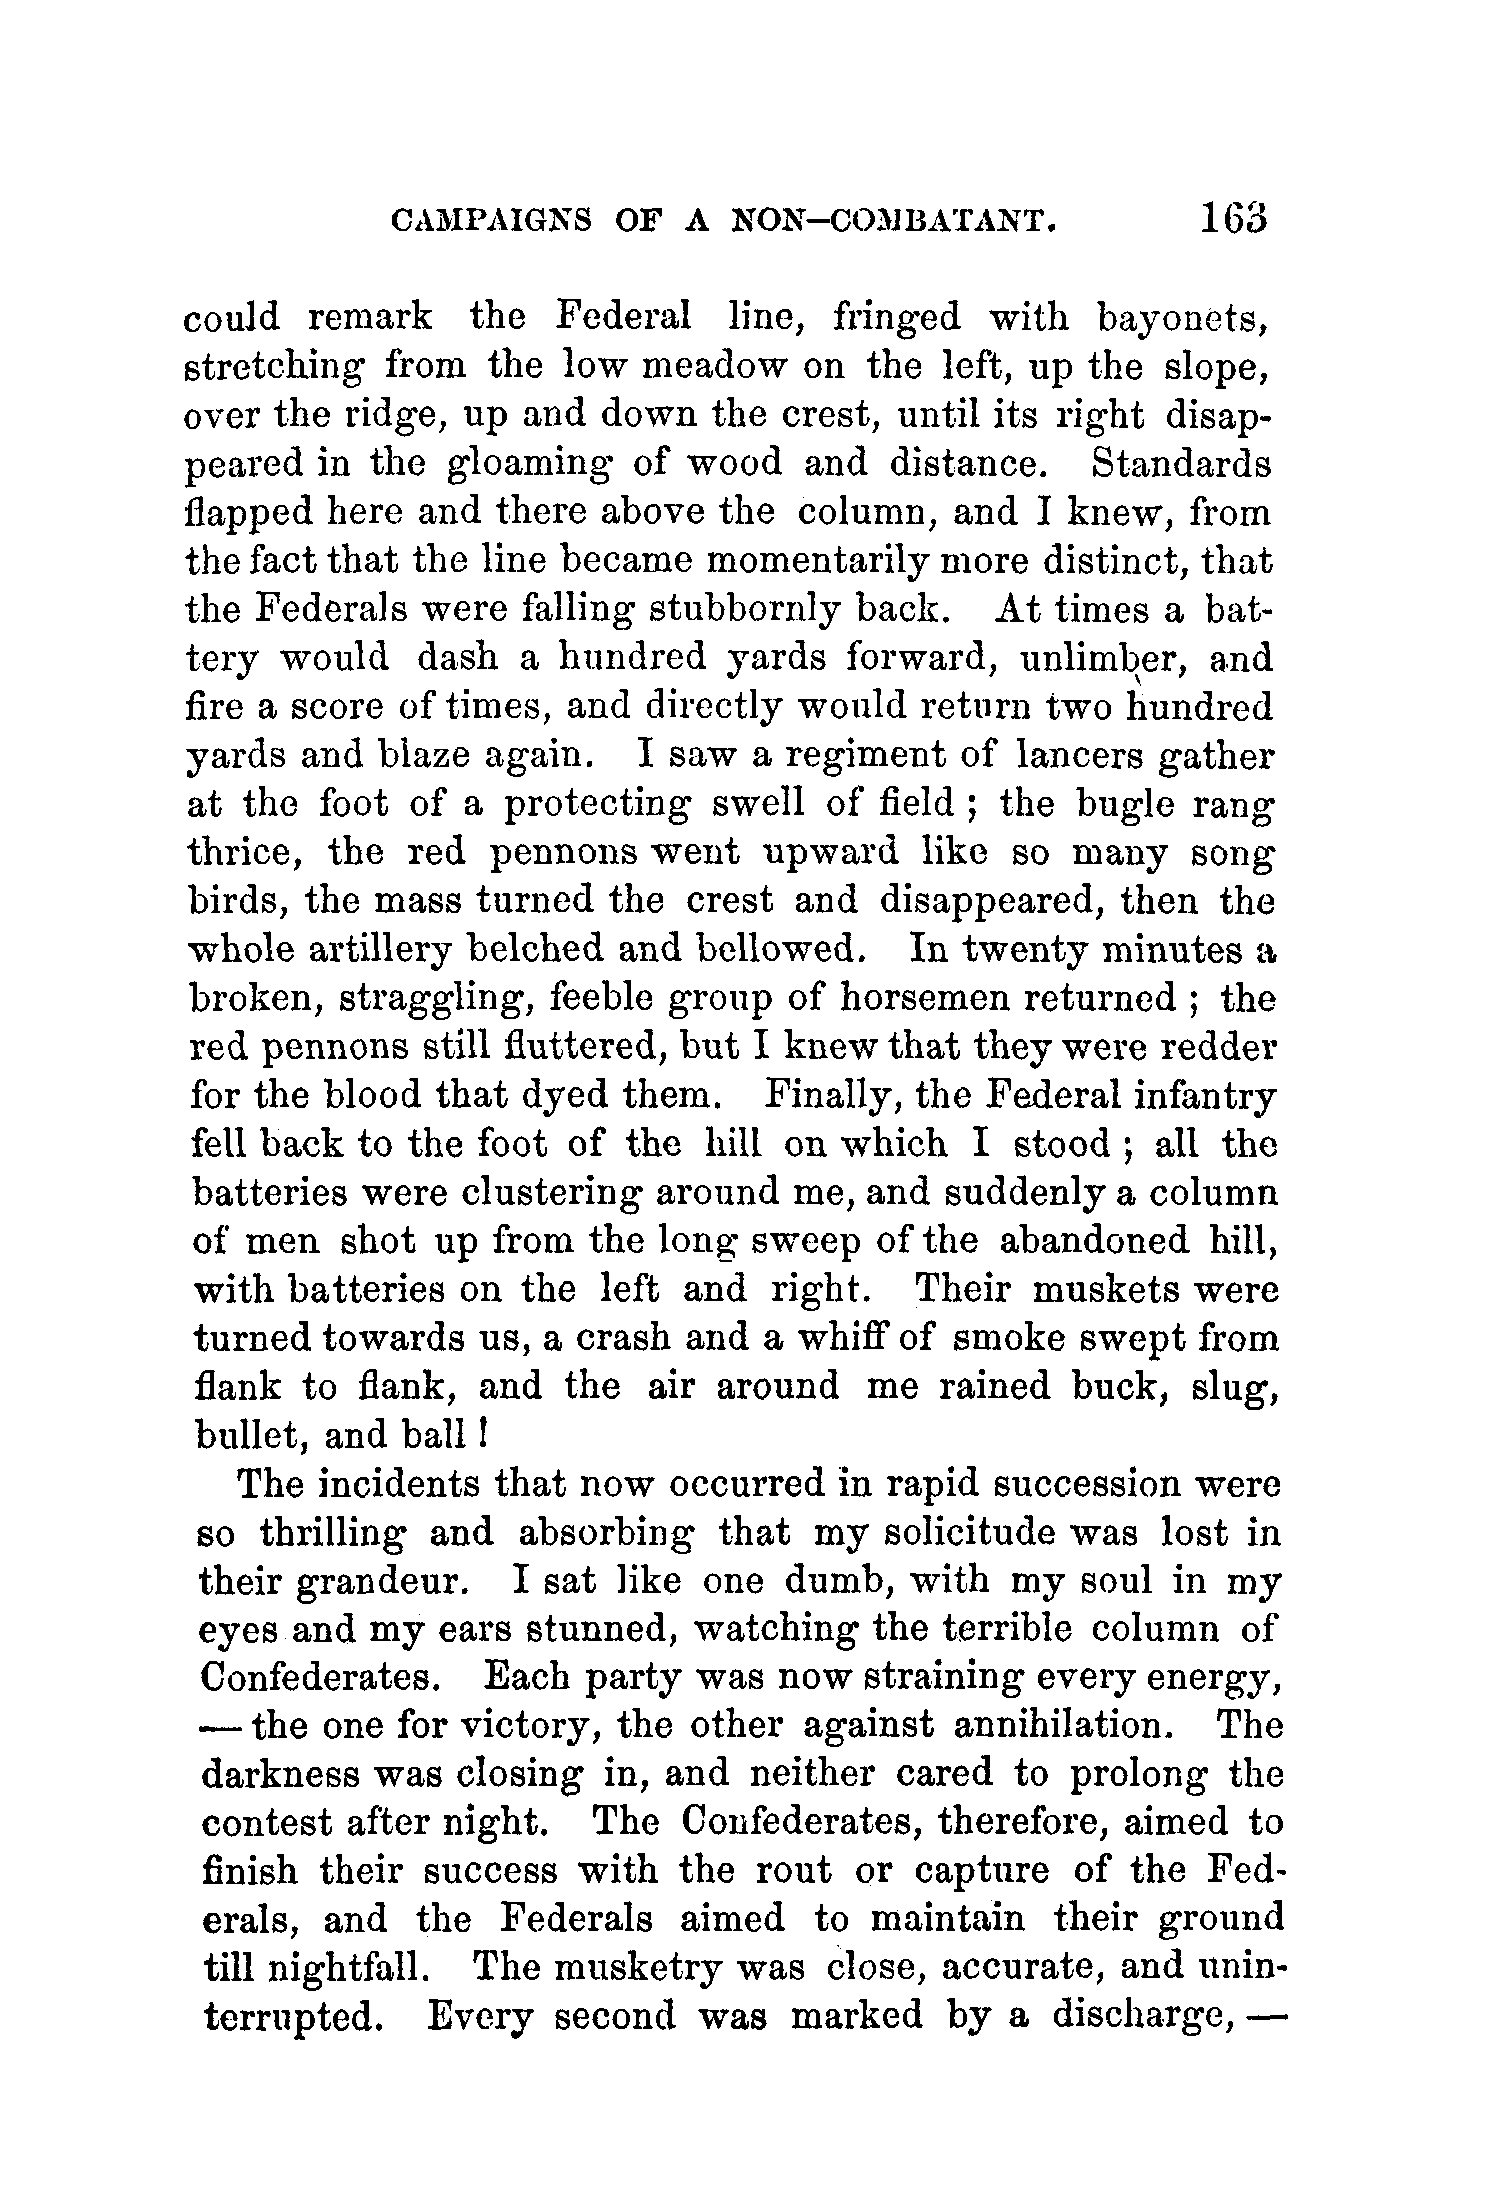 CAMPAIGNS OF A NON-COMBATANT. 163
could remark the Federal line, fringed with bayonets,
stretching from the low meadow on the left, up the slope,
over the ridge, up and down the crest, until its right disap-
peared in the gloaming of wood and distance. Standards
flapped here and there above the column, and I knew, from
the fact that the line became momentarily more distinct, that
the Federals were falling stubbornly back. At times a bat-
tery would dash a hundred yards forward, unlimber, and
fire a score of times, and directly would return two hundred
yards and blaze again. I saw a regiment of lancers gather
at the foot of a protecting swell of field ; the bugle rang
thrice, the red pennons went upward like so many song
birds, the mass turned the crest and disappeared, then the
whole artillery belched and bellowed. In twenty minutes a
broken, straggling, feeble group of horsemen returned ; the
red pennons still fluttered, but I knew that they were redder
for the blood that dyed them. Finally, the Federal infantry
fell back to the foot of the hill on which I stood ; all the
batteries were clustering around me, and suddenly a column
of men shot up from the long sweep of the abandoned hill,
with batteries on the left and right. Their muskets were
turned towards us, a crash and a whiff of smoke swept from
flank to flank, and the air around me rained buck, slug,
bullet, and ball !
The incidents that now occurred in rapid succession were
so thrilling and absorbing that my solicitude was lost in
their grandeur. I sat like one dumb, with my soul in my
eyes and my ears stunned, watching the terrible column of
Confederates. Each party was now straining every energy,
— the one for victory, the other against annihilation. The
darkness was closing in, and neither cared to prolong the
contest after night. The Confederates, therefore, aimed to
finish their success with the rout or capture of the Fed-
erals, and the Federals aimed to maintain their ground
till nightfall. The musketry was close, accurate, and unin-
terrupted. Every second was marked by a discharge, —